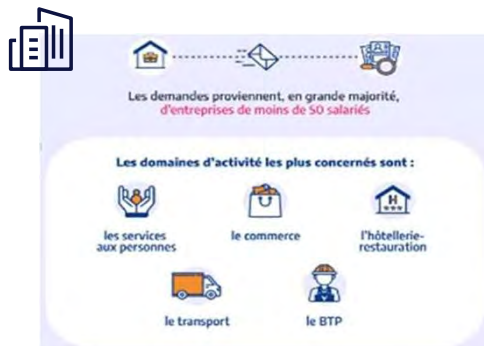 Les demandes proviennent, en grande majorité,
d'entreprises de moins de 50 salariés
Les domaines d'activité les plus concernés sont :
les services
aux personnes
le commerce
H
l'hôtellerie-
restauration
le transport
le BTP